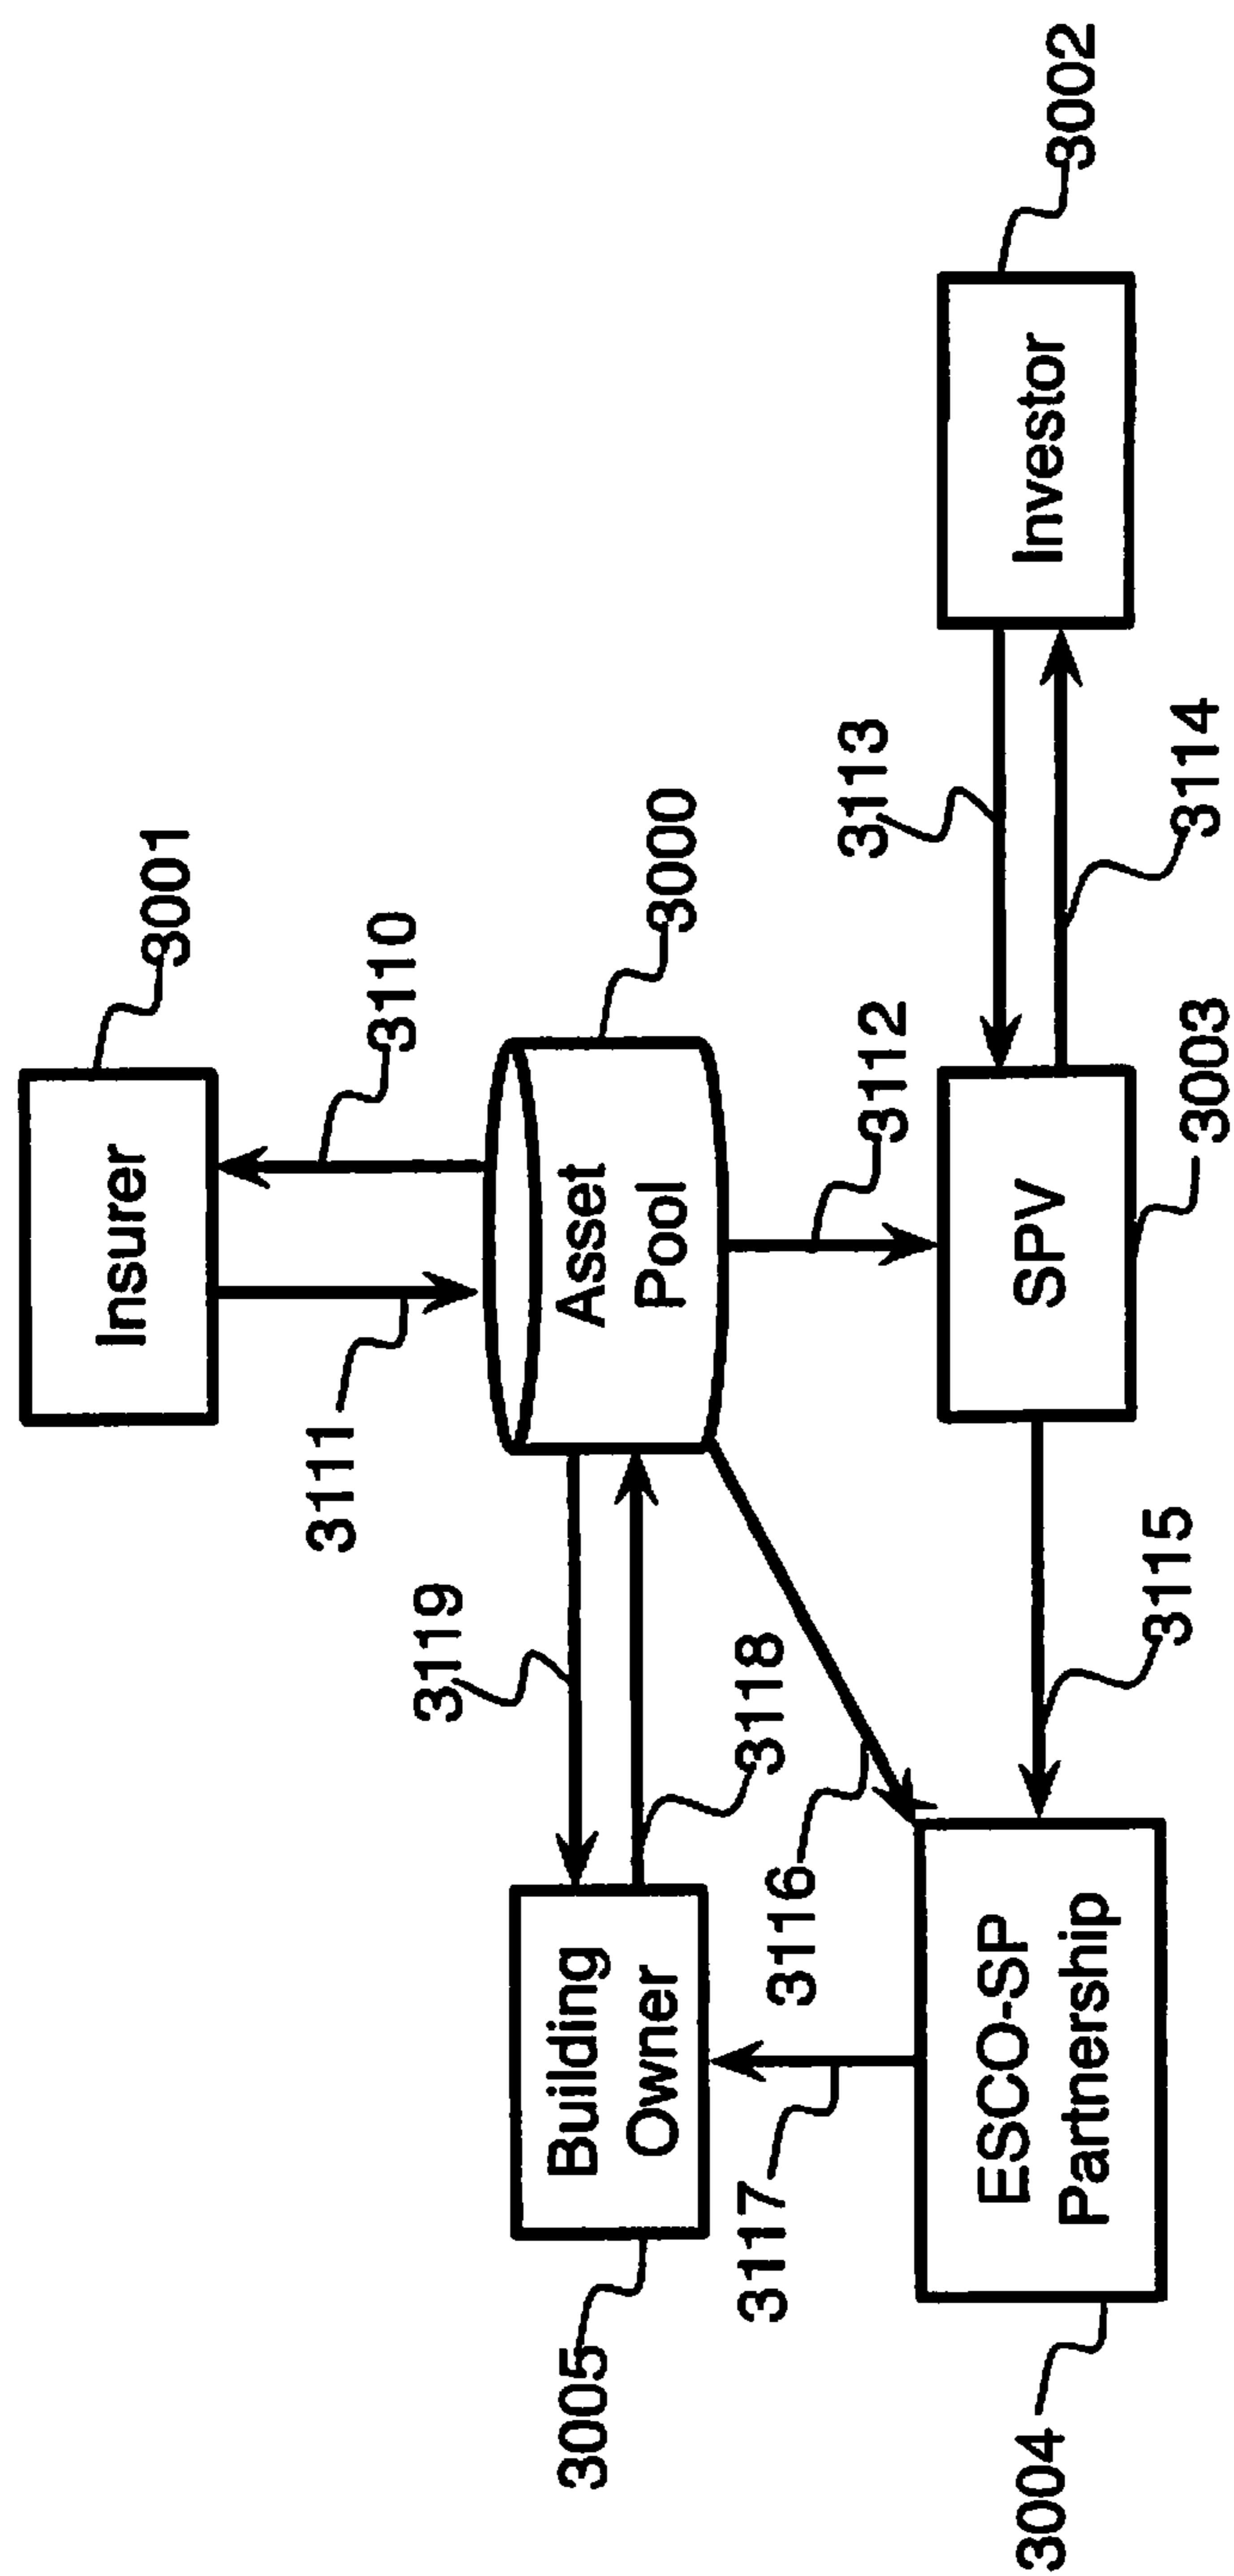 3001
Insurer
3110
3111
3000
Asset
Pool
3119
3118
Building
Owner
3005
3112
3113
3002
Investor
3114
SPV
3003
3116
3115
3117
ESCO-SP
Partnership
3004